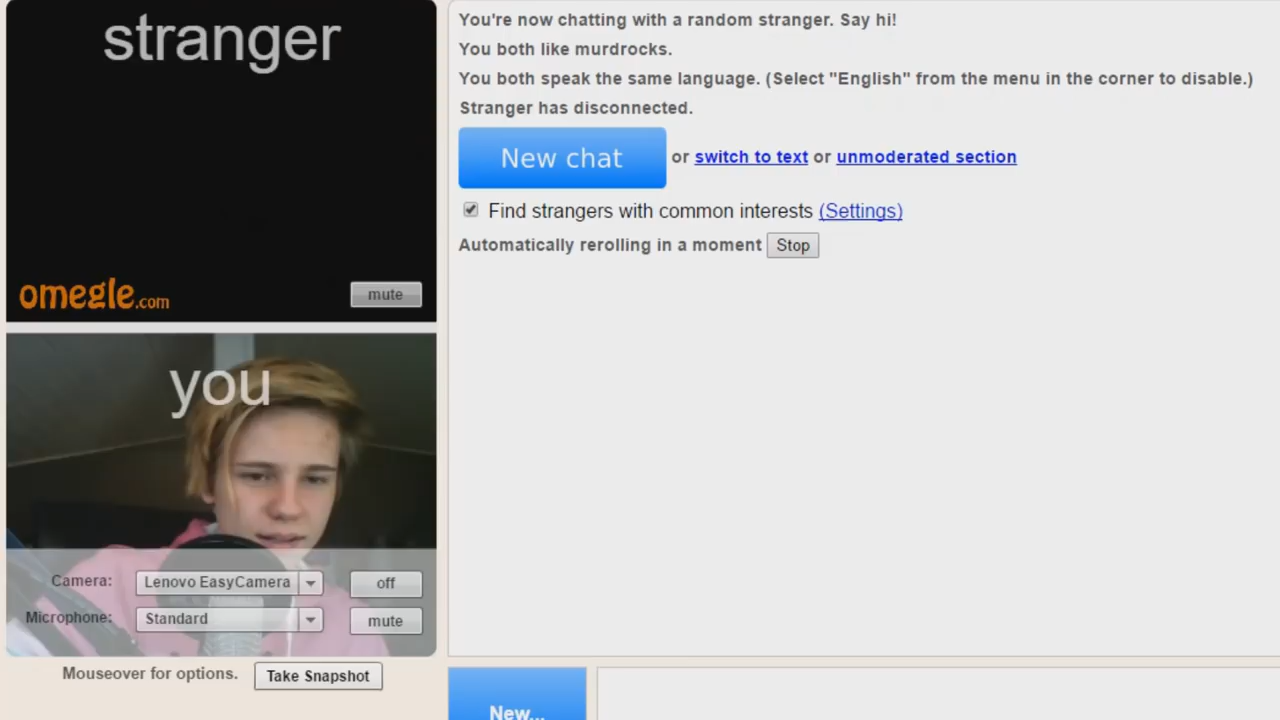 stranger
omegle.com
mute
you
Camera:
Lenovo EasyCamera
off
Microphone:
Standard
mute
Mouseover for options.
Take Snapshot
You're now chatting with a random stranger. Say hi!
You both like murdrocks.
You both speak the same language. (Select "English" from the menu in the corner to disable.)
Stranger has disconnected.
New chat or switch to text or unmoderated section
Find strangers with common interests (Settings)
Automatically rerolling in a moment Stop
New...